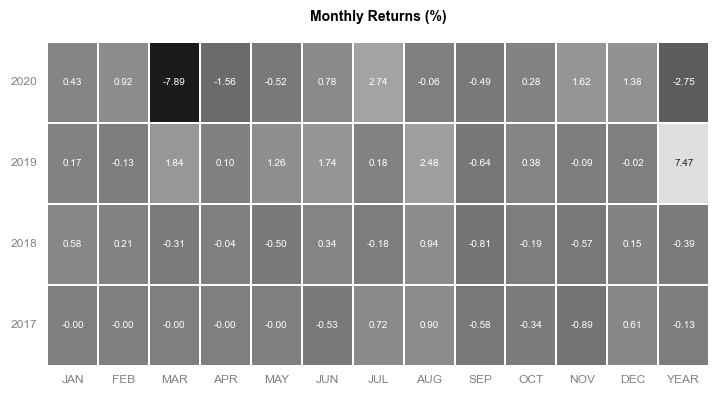 Monthly Returns (%)
2020 0.43 0.92 -7.89 -1.56 -0.52 0.78 2.74 -0.06 -0.49 0.28 1.62 1.38 -2.75
2019 0.17 -0.13 1.84 0.10 1.26 1.74 0.18 2.48 -0.64 0.38 -0.09 -0.02 7.47
2018 0.58 0.21 -0.31 -0.04 -0.50 0.34 -0.18 0.94 -0.81 -0.19 -0.57 0.15 -0.39
2017 -0.00 -0.00 -0.00 -0.00 -0.00 -0.53 0.72 0.90 -0.58 -0.34 -0.89 0.61 -0.13
JAN FEB MAR APR MAY JUN JUL AUG SEP OCT NOV DEC YEAR